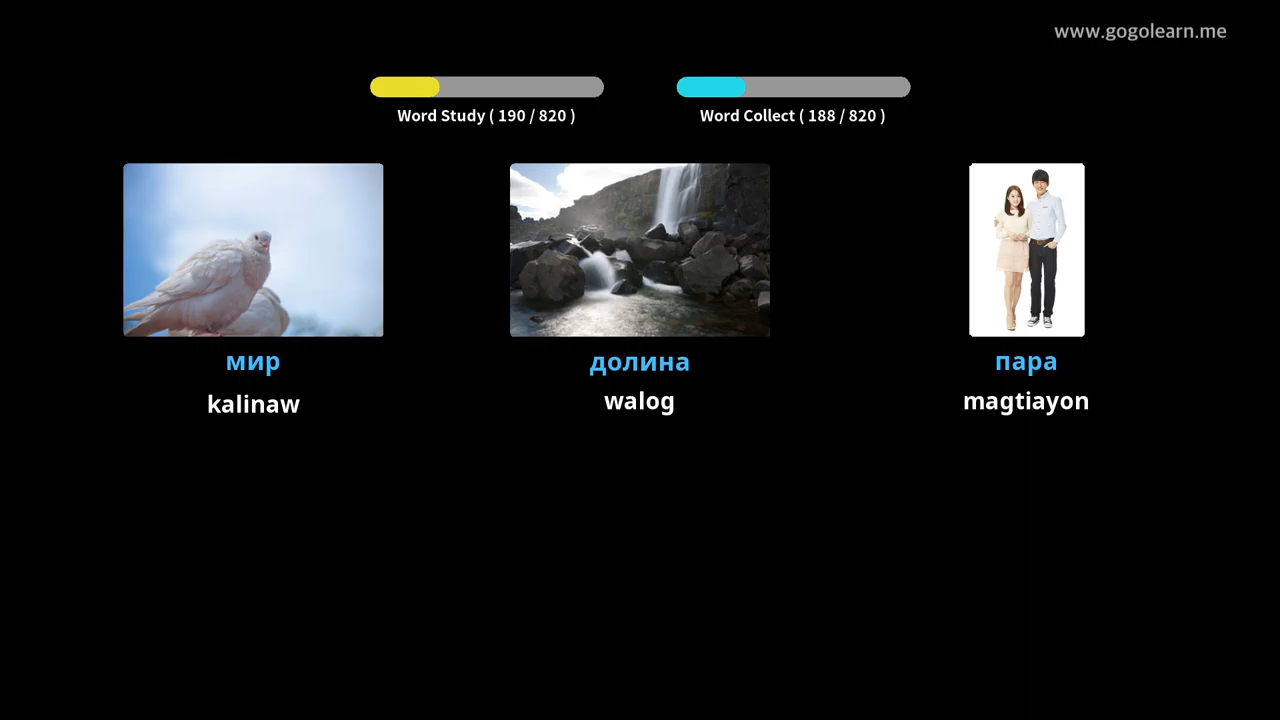 www.gogolearn.me
Word Study ( 190 / 820 )
Word Collect ( 188 / 820 )
мир
долина
пара
kalinaw
walog
magtiayon